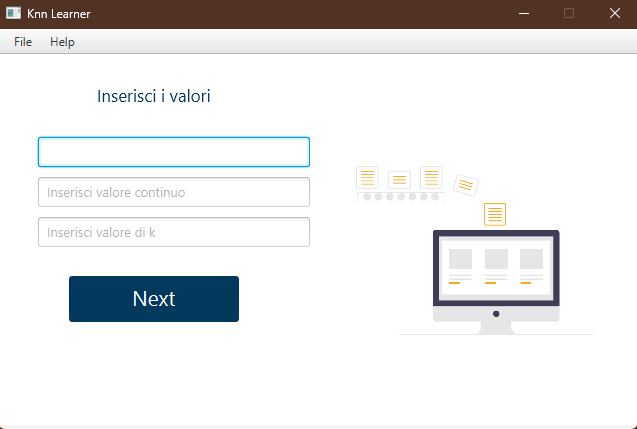 Knn Learner
File Help
Inserisci i valori
Inserisci valore continuo
Inserisci valore di k
Next